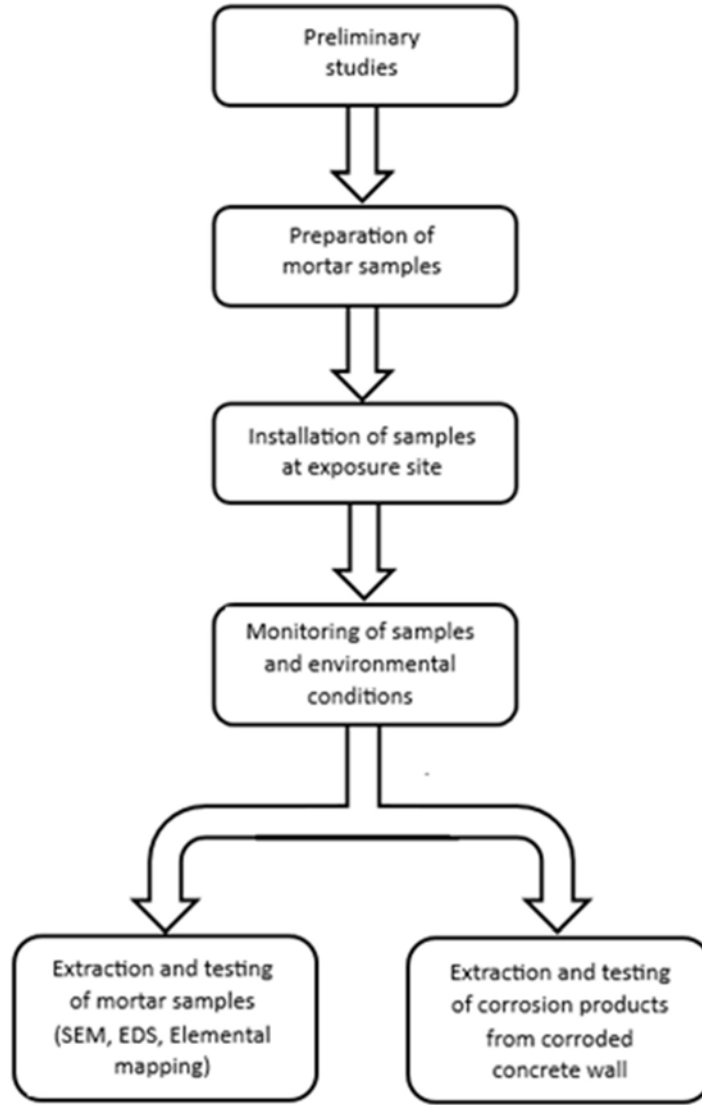 Preliminary
studies
Preparation of
mortar samples
Installation of samples
at exposure site
Monitoring of samples
and environmental
conditions
Extraction and testing
of mortar samples
(SEM, EDS, Elemental
mapping)
Extraction and testing
of corrosion products
from corroded
concrete wall